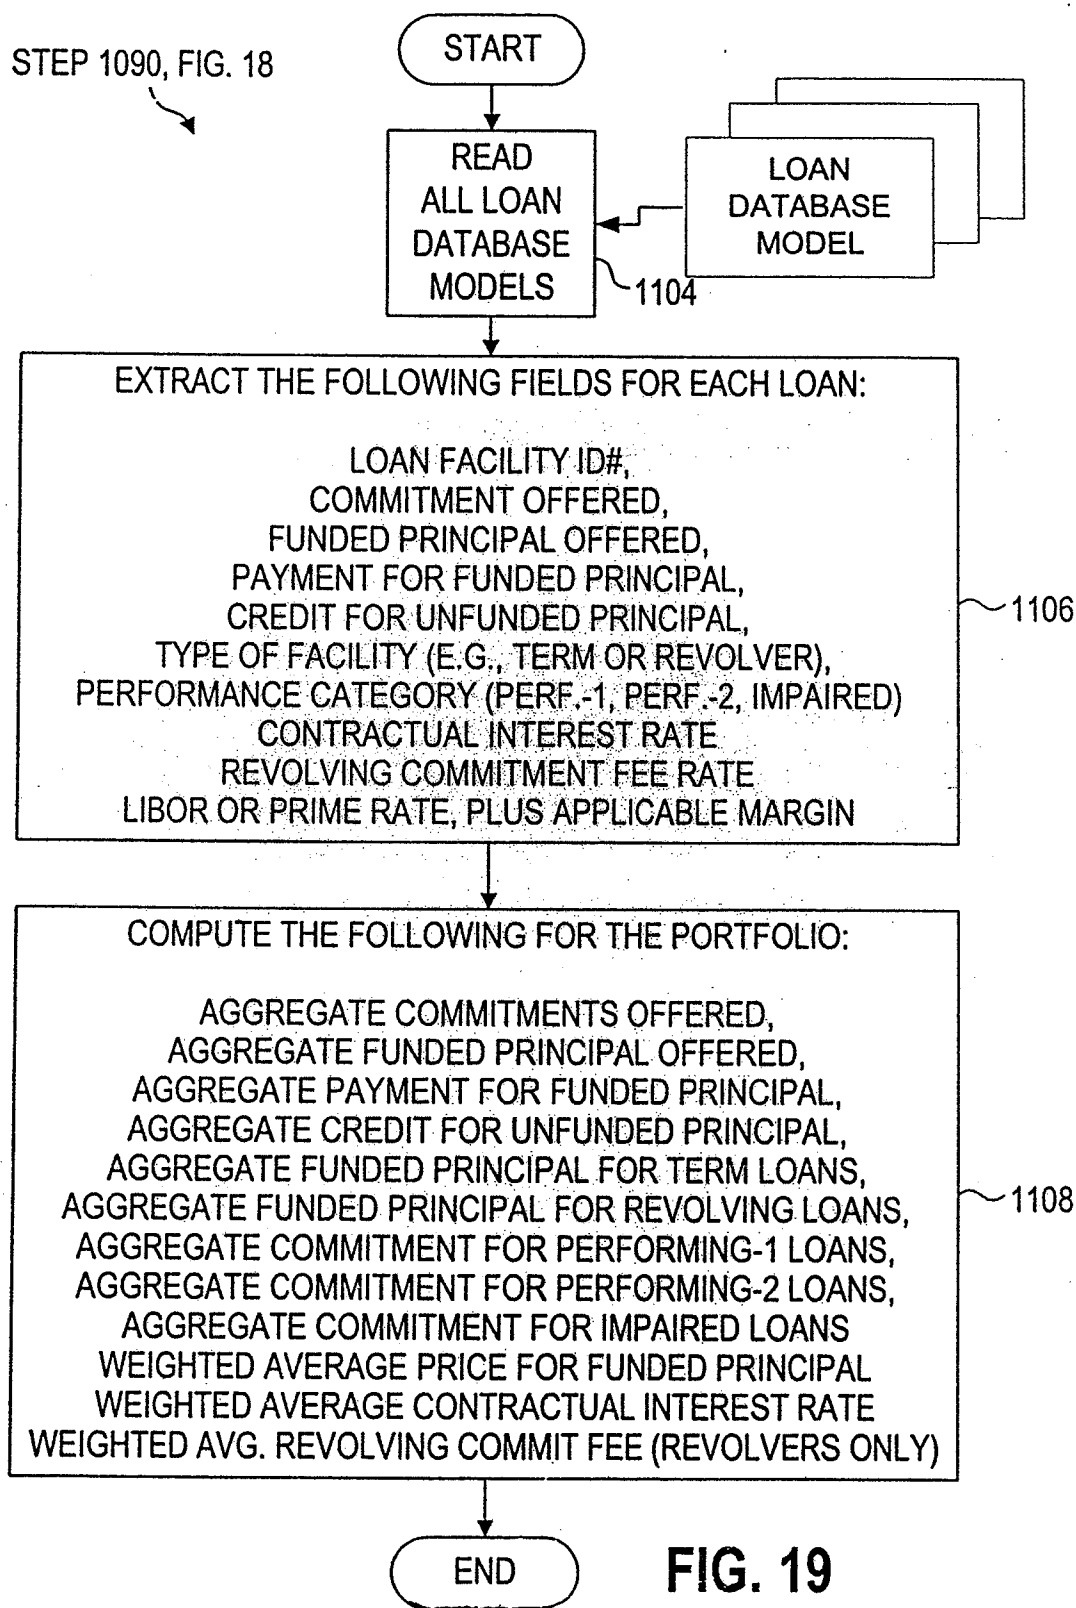 STEP 1090, FIG. 18
START
READ
ALL LOAN
DATABASE
MODELS
1104
LOAN
DATABASE
MODEL
EXTRACT THE FOLLOWING FIELDS FOR EACH LOAN:
LOAN FACILITY ID#,
COMMITMENT OFFERED,
FUNDED PRINCIPAL OFFERED,
PAYMENT FOR FUNDED PRINCIPAL,
CREDIT FOR UNFUNDED PRINCIPAL,
TYPE OF FACILITY (E.G., TERM OR REVOLVER),
PERFORMANCE CATEGORY (PERF.-1, PERF.-2, IMPAIRED)
CONTRACTUAL INTEREST RATE
REVOLVING COMMITMENT FEE RATE
LIBOR OR PRIME RATE, PLUS APPLICABLE MARGIN
1106
COMPUTE THE FOLLOWING FOR THE PORTFOLIO:
AGGREGATE COMMITMENTS OFFERED,
AGGREGATE FUNDED PRINCIPAL OFFERED,
AGGREGATE PAYMENT FOR FUNDED PRINCIPAL,
AGGREGATE CREDIT FOR UNFUNDED PRINCIPAL,
AGGREGATE FUNDED PRINCIPAL FOR TERM LOANS,
AGGREGATE FUNDED PRINCIPAL FOR REVOLVING LOANS,
AGGREGATE COMMITMENT FOR PERFORMING-1 LOANS,
AGGREGATE COMMITMENT FOR PERFORMING-2 LOANS,
AGGREGATE COMMITMENT FOR IMPAIRED LOANS
WEIGHTED AVERAGE PRICE FOR FUNDED PRINCIPAL
WEIGHTED AVERAGE CONTRACTUAL INTEREST RATE
WEIGHTED AVG. REVOLVING COMMIT FEE (REVOLVERS ONLY)
1108
END
FIG. 19